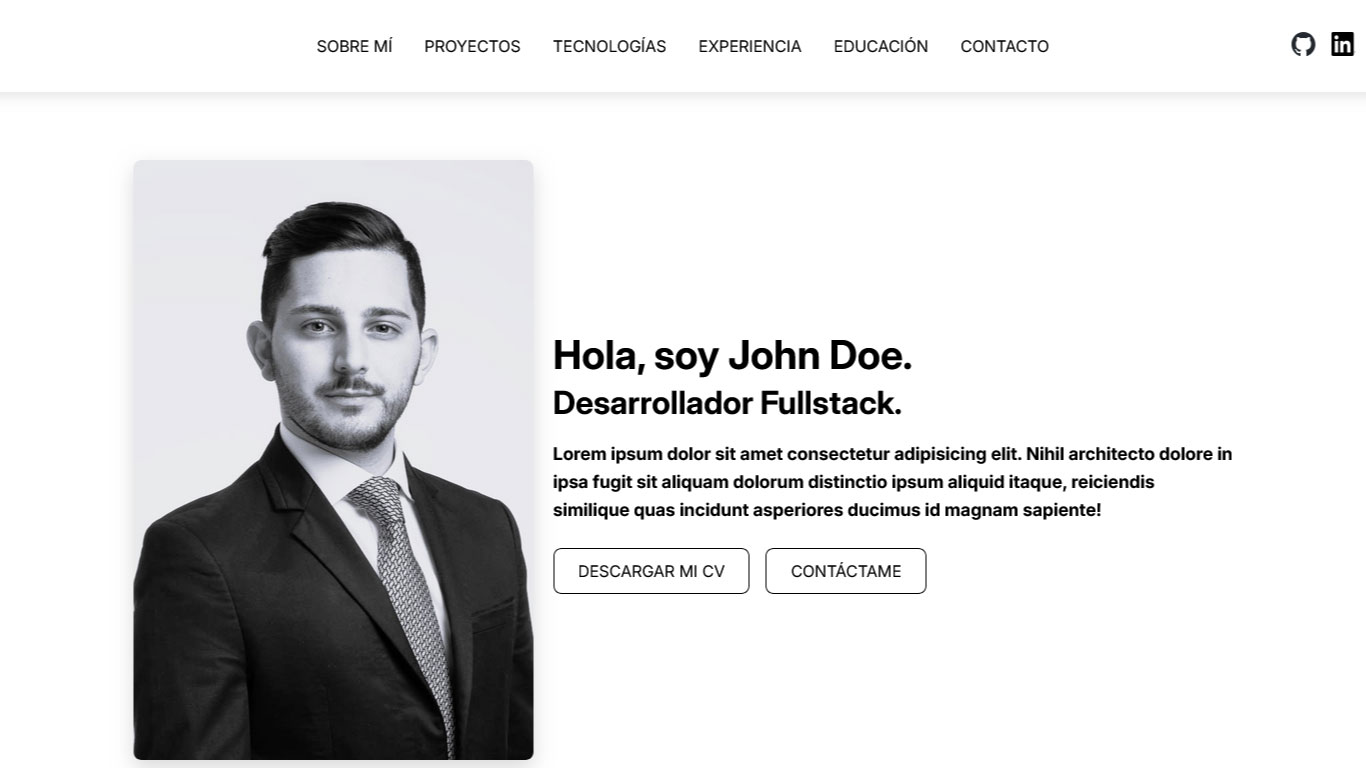 SOBRE MÍ PROYECTOS TECNOLOGÍAS EXPERIENCIA EDUCACIÓN CONTACTO
in
Hola, soy John Doe.
Desarrollador Fullstack.
Lorem ipsum dolor sit amet consectetur adipisicing elit. Nihil architecto dolore in
ipsa fugit sit aliquam dolorum distinctio ipsum aliquid itaque, reiciendis
similique quas incidunt asperiores ducimus id magnam sapiente!
DESCARGAR MI CV CONTÁCTAME